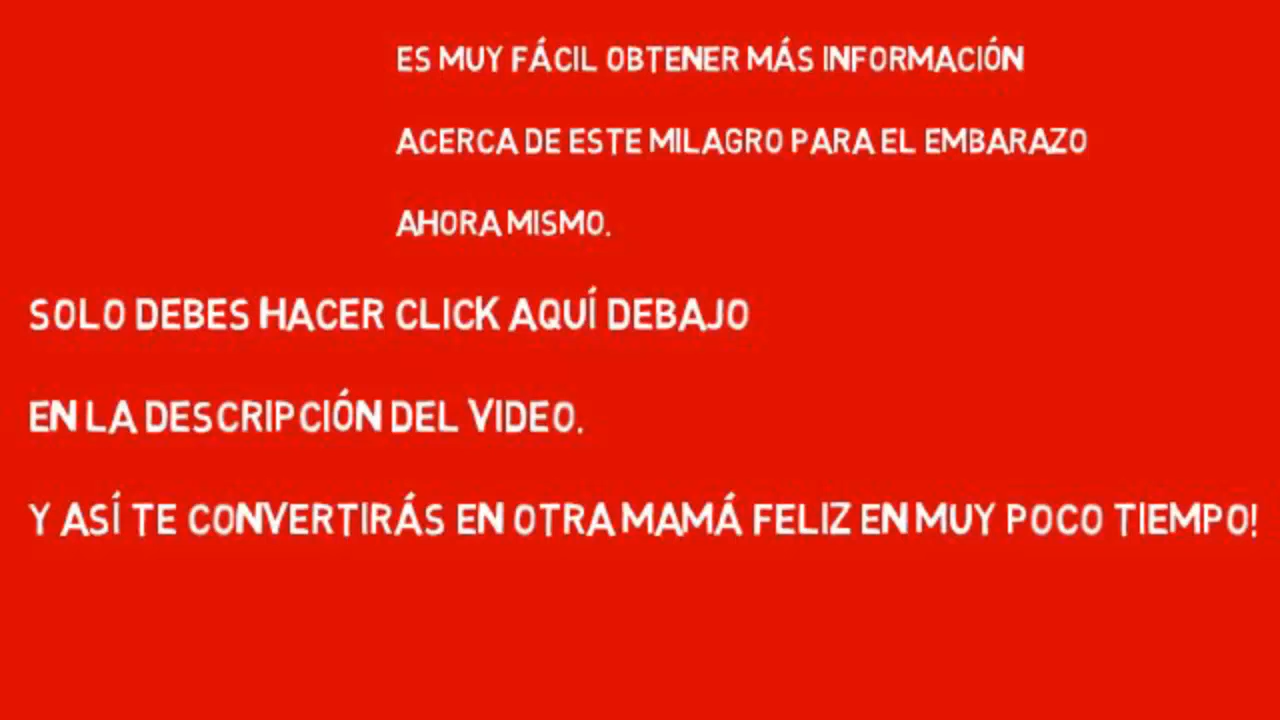 ES MUY FÁCIL OBTENER MÁS INFORMACIÓN
ACERCA DE ESTE MILAGRO PARA EL EMBARAZO
AHORA MISMO.
SOLO DEBES HACER CLICK AQUÍ DEBAJO
EN LA DESCRIPCIÓN DEL VIDEO.
Y ASÍ TE CONVERTIRÁS EN OTRA MAMÁ FELIZ EN MUY POCO TIEMPO!